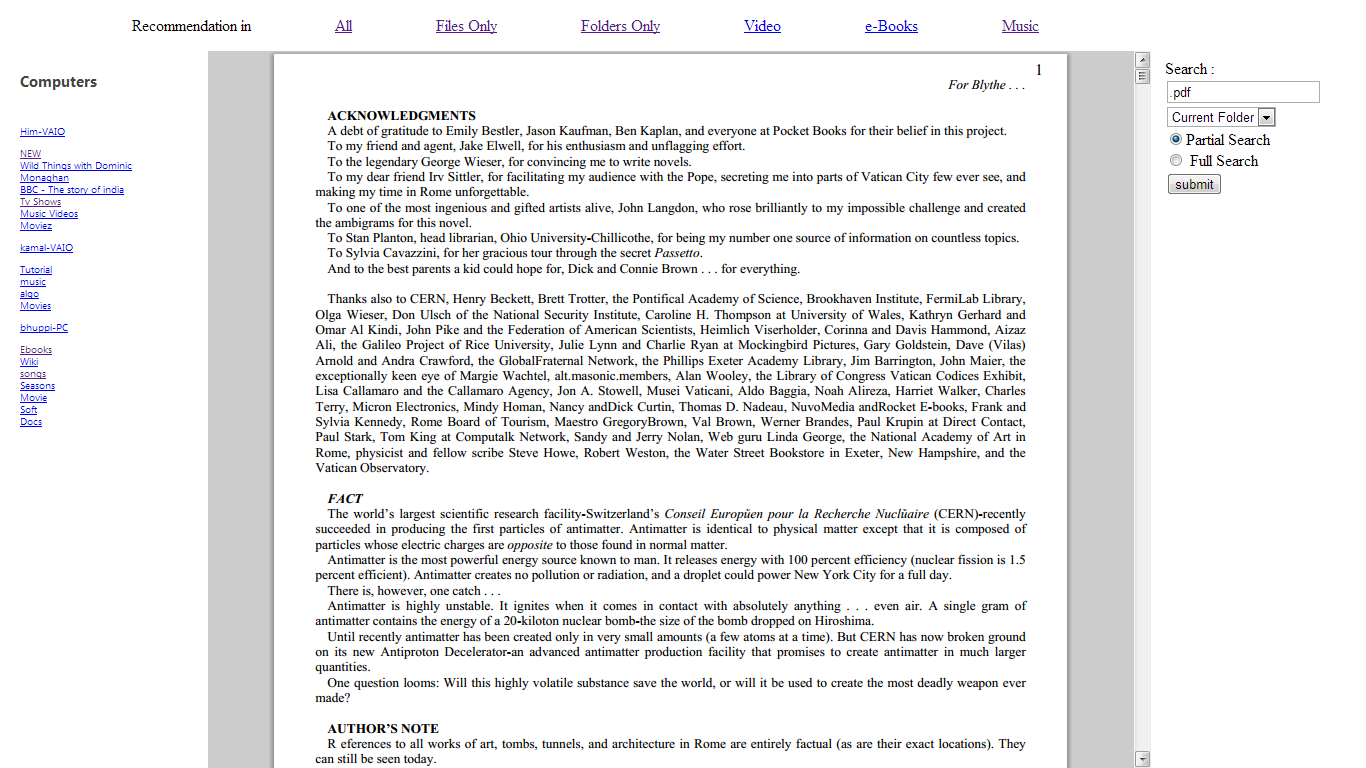 Recommendation in All Files Only Folders Only Video e-Books Music
Computers
Him-VAIO
NEW
Wild Things with Dominic
Monaghan
BBC - The story of india
Tv Shows
Music Videos
Moviez
kamal-VAIO
Tutorial
music
algo
Movies
bhuppi-PC
Ebooks
Wiki
songs
Seasons
Movie
Soft
Docs
1
For Blythe . . .
ACKNOWLEDGMENTS
A debt of gratitude to Emily Bestler, Jason Kaufman, Ben Kaplan, and everyone at Pocket Books for their belief in this project.
To my friend and agent, Jake Elwell, for his enthusiasm and unflagging effort.
To the legendary George Wieser, for convincing me to write novels.
To my dear friend Irv Sittler, for facilitating my audience with the Pope, secreting me into parts of Vatican City few ever see, and
making my time in Rome unforgettable.
To one of the most ingenious and gifted artists alive, John Langdon, who rose brilliantly to my impossible challenge and created
the ambigrams for this novel.
To Stan Planton, head librarian, Ohio University-Chillicothe, for being my number one source of information on countless topics.
To Sylvia Cavazzini, for her gracious tour through the secret Passetto.
And to the best parents a kid could hope for, Dick and Connie Brown . . . for everything.
Thanks also to CERN, Henry Beckett, Brett Trotter, the Pontifical Academy of Science, Brookhaven Institute, FermiLab Library,
Olga Wieser, Don Ulsch of the National Security Institute, Caroline H. Thompson at University of Wales, Kathryn Gerhard and
Omar Al Kindi, John Pike and the Federation of American Scientists, Heimlich Viserholder, Corinna and Davis Hammond, Aizaz
Ali, the Galileo Project of Rice University, Julie Lynn and Charlie Ryan at Mockingbird Pictures, Gary Goldstein, Dave (Vilas)
Arnold and Andra Crawford, the GlobalFraternal Network, the Phillips Exeter Academy Library, Jim Barrington, John Maier, the
exceptionally keen eye of Margie Wachtel, alt.masonic.members, Alan Wooley, the Library of Congress Vatican Codices Exhibit,
Lisa Callamaro and the Callamaro Agency, Jon A. Stowell, Musei Vaticani, Aldo Baggia, Noah Alireza, Harriet Walker, Charles
Terry, Micron Electronics, Mindy Homan, Nancy andDick Curtin, Thomas D. Nadeau, NuvoMedia andRocket E-books, Frank and
Sylvia Kennedy, Rome Board of Tourism, Maestro GregoryBrown, Val Brown, Werner Brandes, Paul Krupin at Direct Contact,
Paul Stark, Tom King at Computalk Network, Sandy and Jerry Nolan, Web guru Linda George, the National Academy of Art in
Rome, physicist and fellow scribe Steve Howe, Robert Weston, the Water Street Bookstore in Exeter, New Hampshire, and the
Vatican Observatory.
FACT
The world's largest scientific research facility-Switzerland's Conseil Europŭen pour la Recherche Nuclŭaire (CERN)-recently
succeeded in producing the first particles of antimatter. Antimatter is identical to physical matter except that it is composed of
particles whose electric charges are opposite to those found in normal matter.
Antimatter is the most powerful energy source known to man. It releases energy with 100 percent efficiency (nuclear fission is 1.5
percent efficient). Antimatter creates no pollution or radiation, and a droplet could power New York City for a full day.
There is, however, one catch . . .
Antimatter is highly unstable. It ignites when it comes in contact with absolutely anything . . . even air. A single gram of
antimatter contains the energy of a 20-kiloton nuclear bomb-the size of the bomb dropped on Hiroshima.
Until recently antimatter has been created only in very small amounts (a few atoms at a time). But CERN has now broken ground
on its new Antiproton Decelerator-an advanced antimatter production facility that promises to create antimatter in much larger
quantities.
One question looms: Will this highly volatile substance save the world, or will it be used to create the most deadly weapon ever
made?
AUTHOR'S NOTE
R eferences to all works of art, tombs, tunnels, and architecture in Rome are entirely factual (as are their exact locations). They
can still be seen today.
Search :
.pdf
Current Folder
Partial Search
Full Search
submit